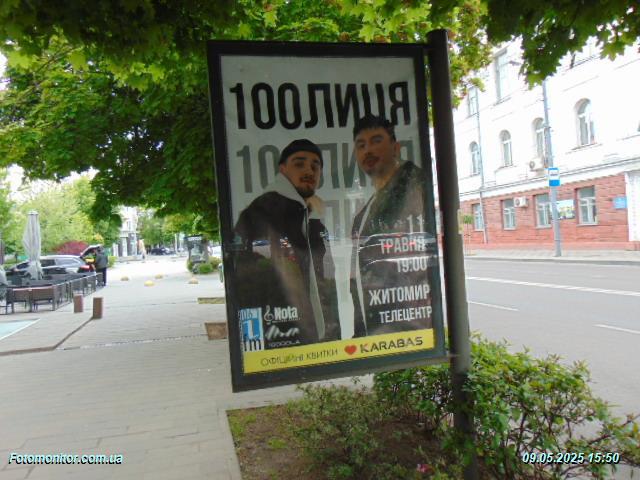 100ЛИЦЯ
100ЛИЦЯ
11
ТРАВНЯ
19:00
ЖИТОМИР
ТЕЛЕЦЕНТР
Nota
ОФІЦІЙНІ КВИТКИ KARABAS
Fotomonitor.com.ua
09.05.2025 15:50